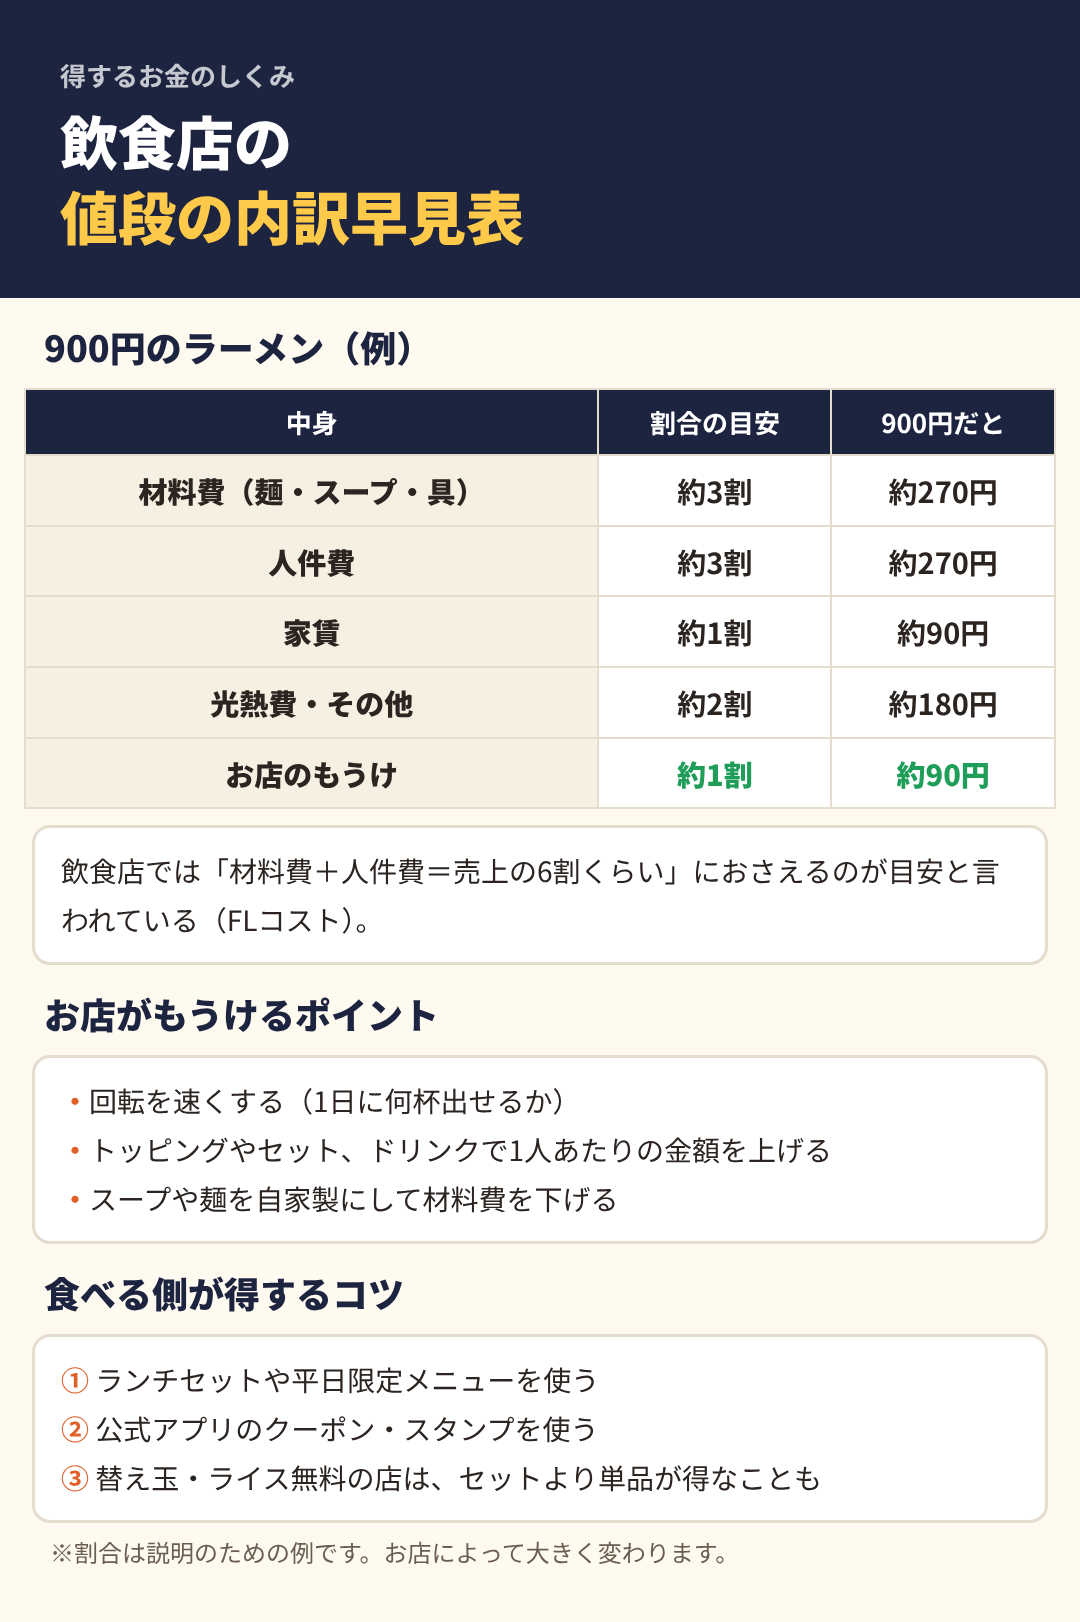 得するお金のしくみ
飲食店の
値段の内訳早見表
900円のラーメン（例）
中身 割合の目安 900円だと
材料費（麺・スープ・具） 約3割 約270円
人件費 約3割 約270円
家賃 約1割 約90円
光熱費・その他 約2割 約180円
お店のもうけ 約1割 約90円
飲食店では「材料費＋人件費＝売上の6割くらい」におさえるのが目安と言
われている（FLコスト）。
お店がもうけるポイント
・回転を速くする（1日に何杯出せるか）
・トッピングやセット、ドリンクで1人あたりの金額を上げる
・スープや麺を自家製にして材料費を下げる
食べる側が得するコツ
① ランチセットや平日限定メニューを使う
② 公式アプリのクーポン・スタンプを使う
③ 替え玉・ライス無料の店は、セットより単品が得なことも
※割合は説明のための例です。お店によって大きく変わります。